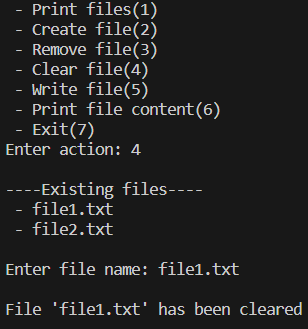 - Print files(1)
- Create file(2)
- Remove file(3)
- Clear file(4)
- Write file(5)
- Print file content(6)
- Exit(7)
Enter action: 4
----Existing files----
- file1.txt
- file2.txt
Enter file name: file1.txt
File 'file1.txt' has been cleared